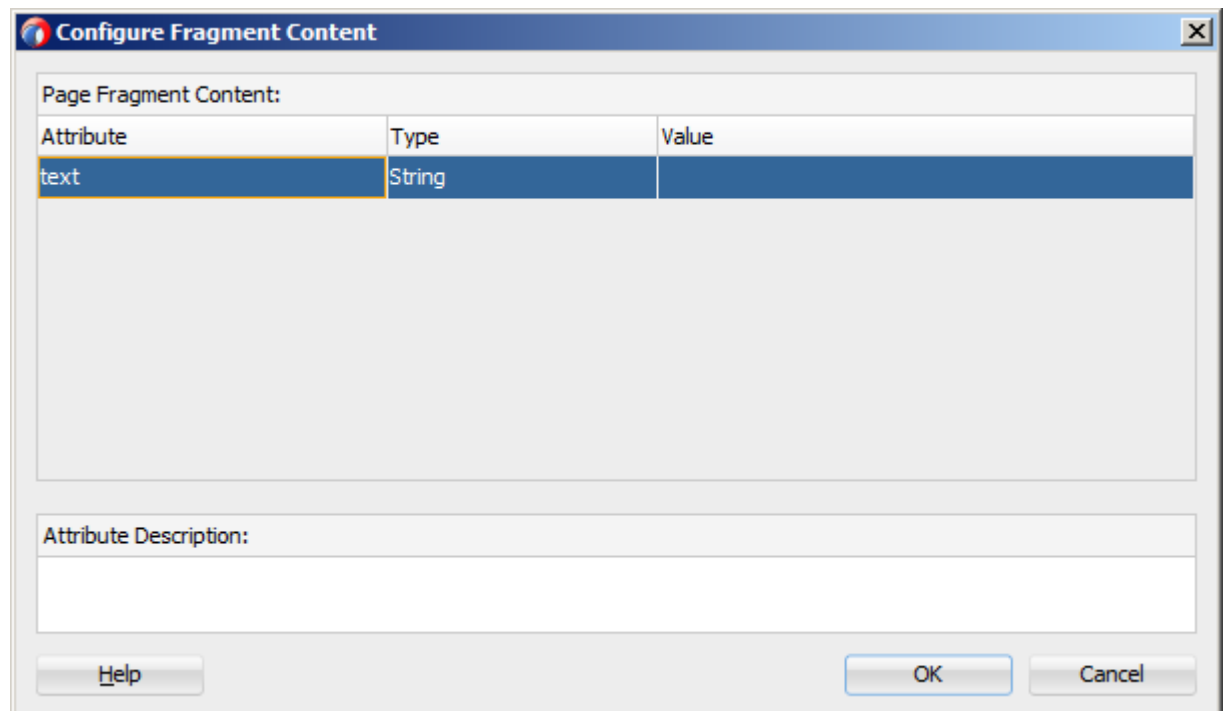 Configure Fragment Content
Page Fragment Content:
Attribute Type Value
text String
Attribute Description:
Help OK Cancel